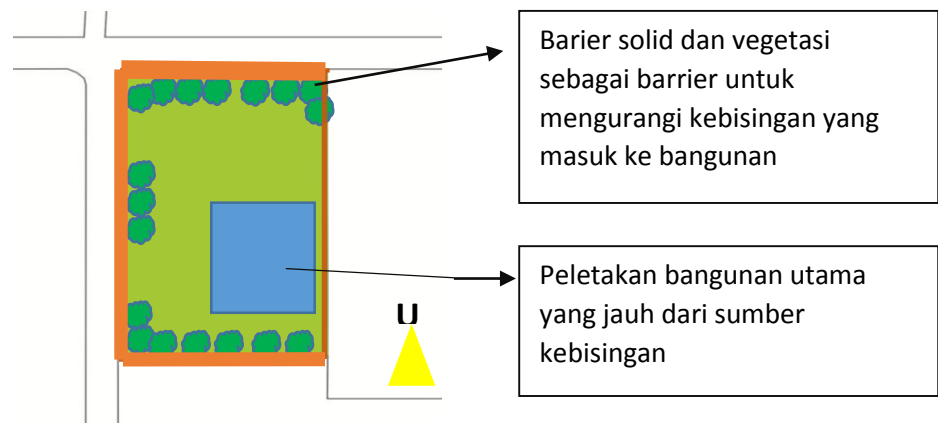 Barier solid dan vegetasi
sebagai barrier untuk
mengurangi kebisingan yang
masuk ke bangunan
Peletakan bangunan utama
yang jauh dari sumber
kebisingan
U